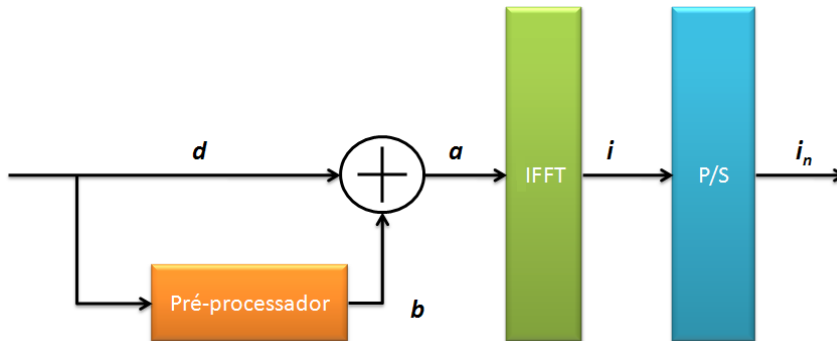 d
a
IFFT
i
P/S
i_n
Pré-processador
b